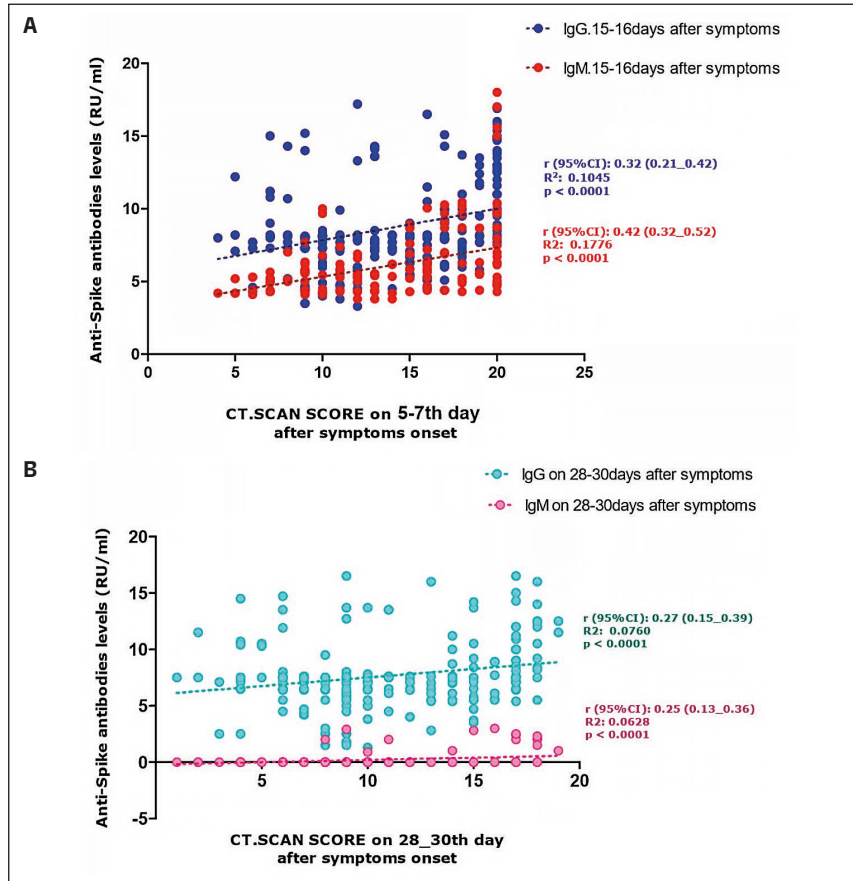 A
IgG.15-16days after symptoms
IgM.15-16days after symptoms
Anti-Spike antibodies levels (RU/ml)
20
15
10
5
0
r (95%CI): 0.32 (0.21_0.42)
R²: 0.1045
p < 0.0001
r (95%CI): 0.42 (0.32_0.52)
R2: 0.1776
p < 0.0001
0 5 10 15 20 25
CT.SCAN SCORE on 5-7th day
after symptoms onset
B
IgG on 28-30days after symptoms
IgM on 28-30days after symptoms
Anti-Spike antibodies levels (RU/ml)
20
15
10
5
0
-5
r (95%CI): 0.27 (0.15_0.39)
R2: 0.0760
p < 0.0001
r (95%CI): 0.25 (0.13_0.36)
R2: 0.0628
p < 0.0001
5 10 15 20
CT.SCAN SCORE on 28_30th day
after symptoms onset